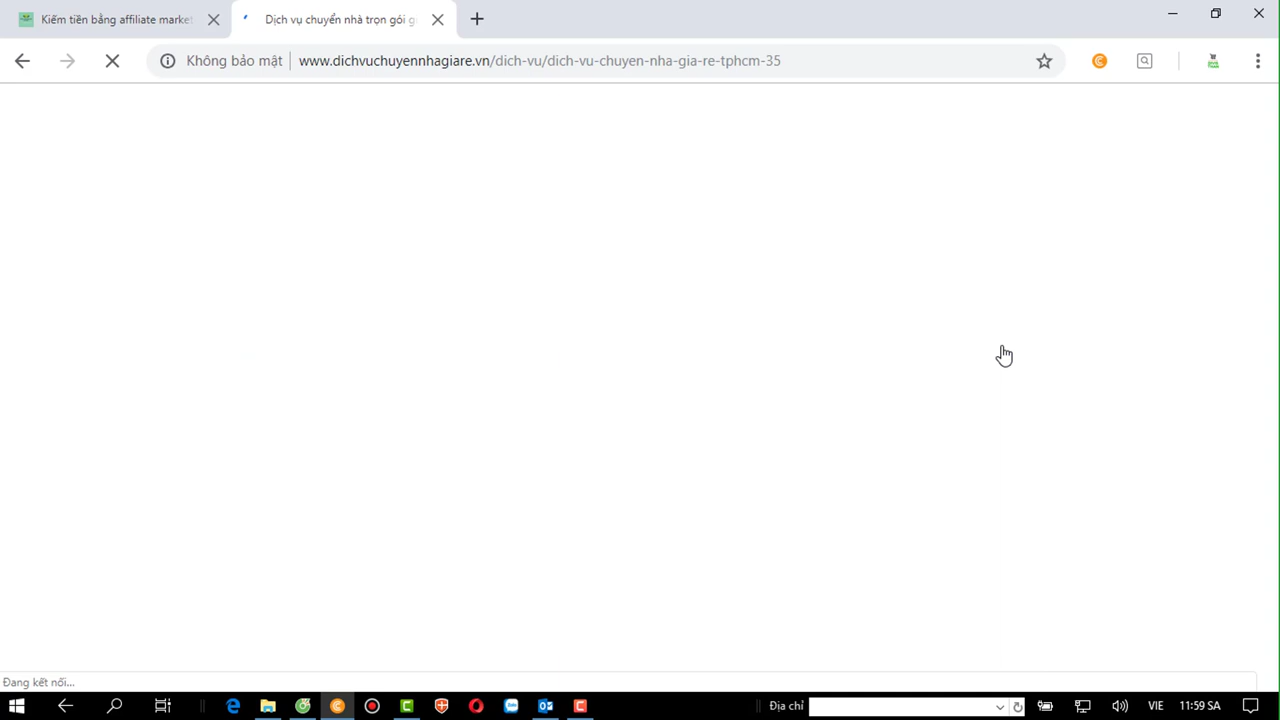 Kiếm tiền bằng affiliate market
Dịch vụ chuyển nhà trọn gói g
Không bảo mật
www.dichvuchuyennhagiare.vn/dich-vu/dich-vu-chuyen-nha-gia-re-tphcm-35
Đang kết nối...
Địa chỉ
VIE
11:59 SA